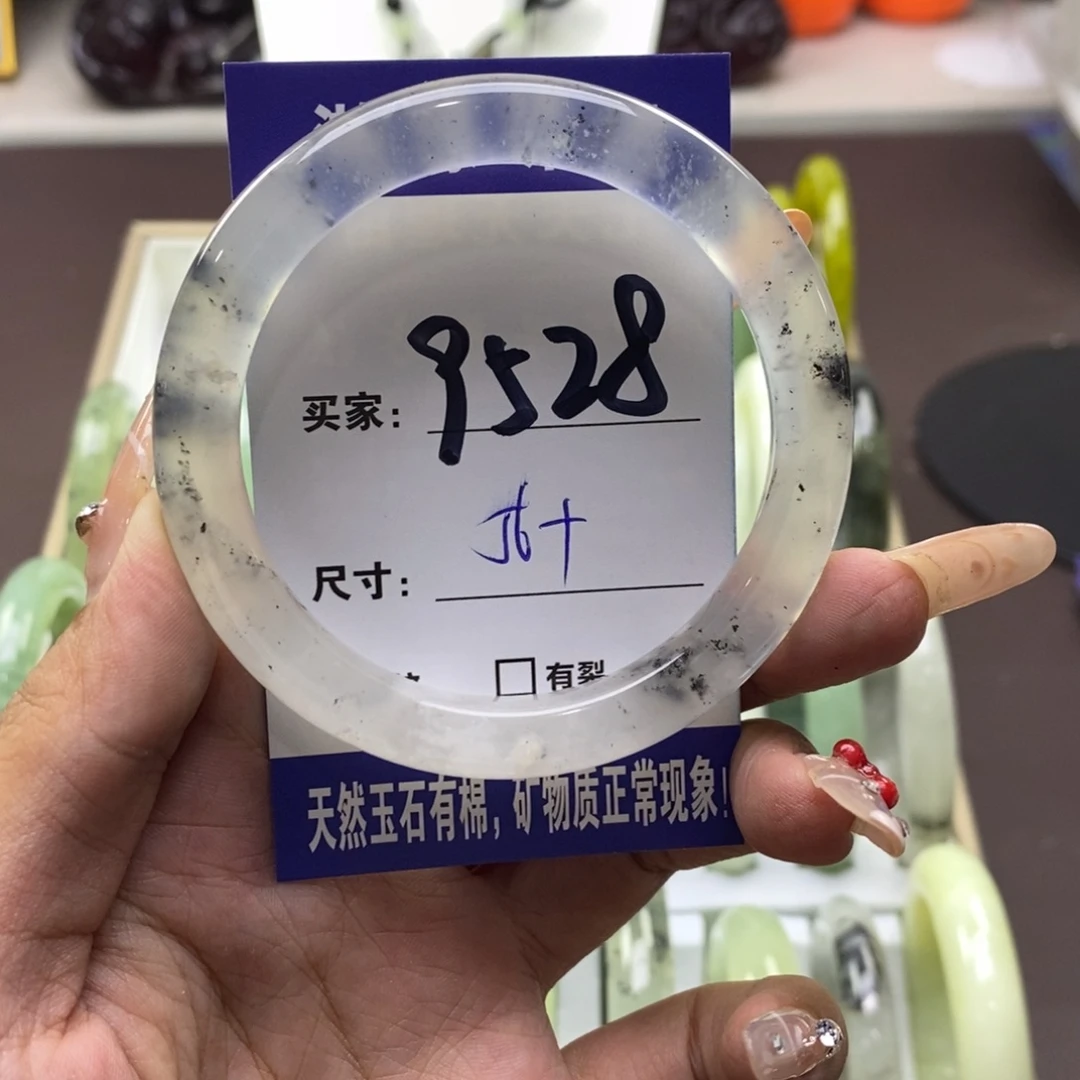 买家: 9528
尺寸: 56+
□有裂
天然玉石有棉,矿物质正常现象!